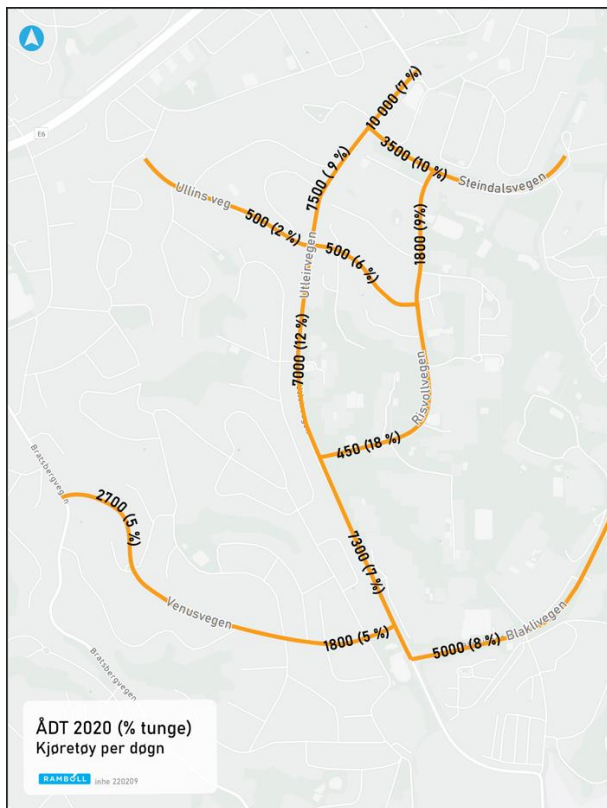 10 000 (7 %)
E6
3500 (10 %)
Steindalsvegen
7500 ( 9 %)
Ullins veg
500 (2 %)
500 (6 %)
1800 (9%)
Utleirvegen
7000 (12 %)
Risvollvegen
450 (18 %)
Bratsbergvegen
2700 (5 %)
7300 (7 %)
Venusvegen
1800 (5 %)
5000 (8 %)
Blaklivegen
Bratsbergvegen
ÅDT 2020 (% tunge)
Kjøretøy per døgn
RAMBOLL inhe 220209